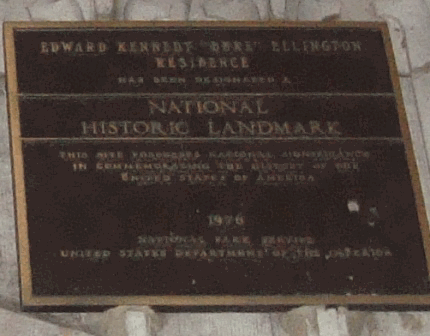 EDWARD KENNEDY "DUKE" ELLINGTON
RESIDENCE
HAS BEEN DESIGNATED A
NATIONAL
HISTORIC LANDMARK
THIS SITE POSSESSES NATIONAL SIGNIFICANCE
IN COMMEMORATING THE HISTORY OF THE
UNITED STATES OF AMERICA
1976
NATIONAL PARK SERVICE
UNITED STATES DEPARTMENT OF THE INTERIOR